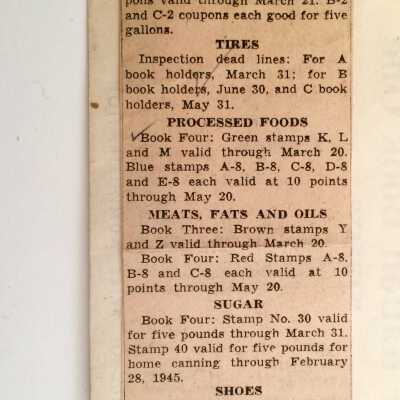 pons valid through March 21. B-2
and C-2 coupons each good for five
gallons.
TIRES
Inspection dead lines: For A
book holders, March 31; for B
book holders, June 30, and C book
holders, May 31.
PROCESSED FOODS
Book Four: Green stamps K, L
and M valid through March 20.
Blue stamps A-8, B-8, C-8, D-8
and E-8 each valid at 10 points
through May 20.
MEATS, FATS AND OILS
Book Three: Brown stamps Y
and Z valid through March 20.
Book Four: Red Stamps A-8,
B-8 and C-8 each valid at 10
points through May 20.
SUGAR
Book Four: Stamp No. 30 valid
for five pounds through March 31.
Stamp 40 valid for five pounds for
home canning through February
28, 1945.
SHOES